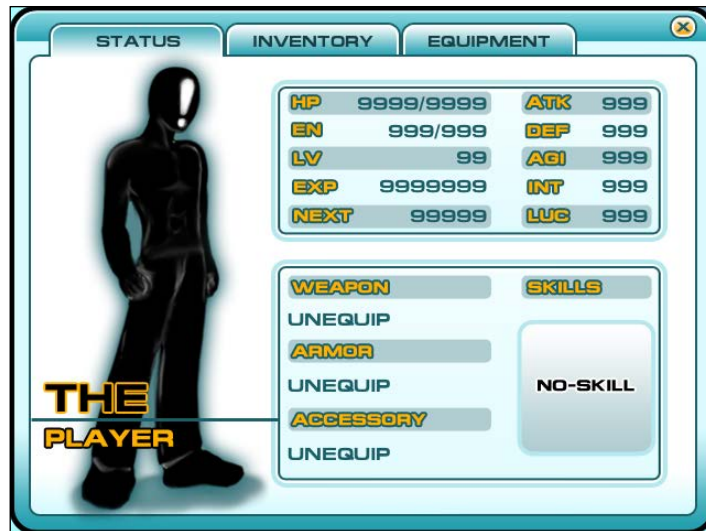 STATUS INVENTORY EQUIPMENT
HP 9999/9999 ATK 999
EN 999/999 DEF 999
LV 99 AGI 999
EXP 9999999 INT 999
NEXT 99999 LUC 999
WEAPON SKILLS
UNEQUIP
ARMOR
UNEQUIP NO-SKILL
ACCESSORY
UNEQUIP
THE
PLAYER